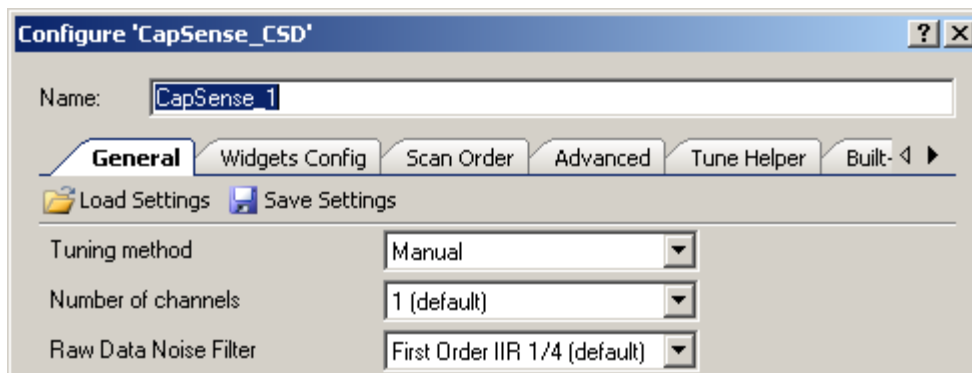 Configure 'CapSense_CSD' ? X
Name: CapSense_1
General Widgets Config Scan Order Advanced Tune Helper Built-
Load Settings Save Settings
Tuning method Manual
Number of channels 1 (default)
Raw Data Noise Filter First Order IIR 1/4 (default)